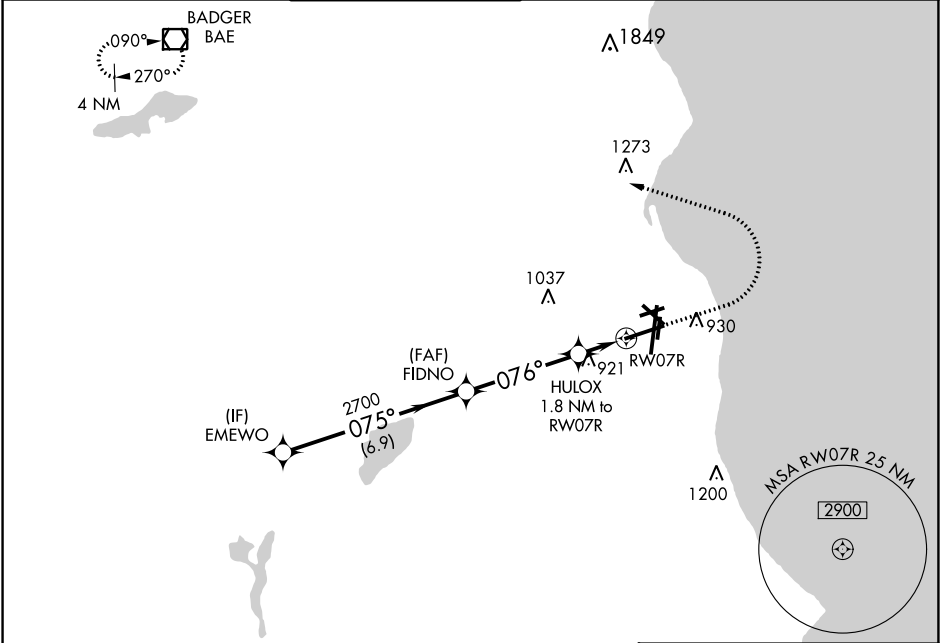 BADGER
BAE
090°
270°
4 NM
1849
1273
1037
930
(FAF)
FIDNO
076°
921
RW07R
HULOX
1.8 NM to
RW07R
(IF)
EMEWO
2700
075°
(6.9)
1200
MSA RW07R 25 NM
2900